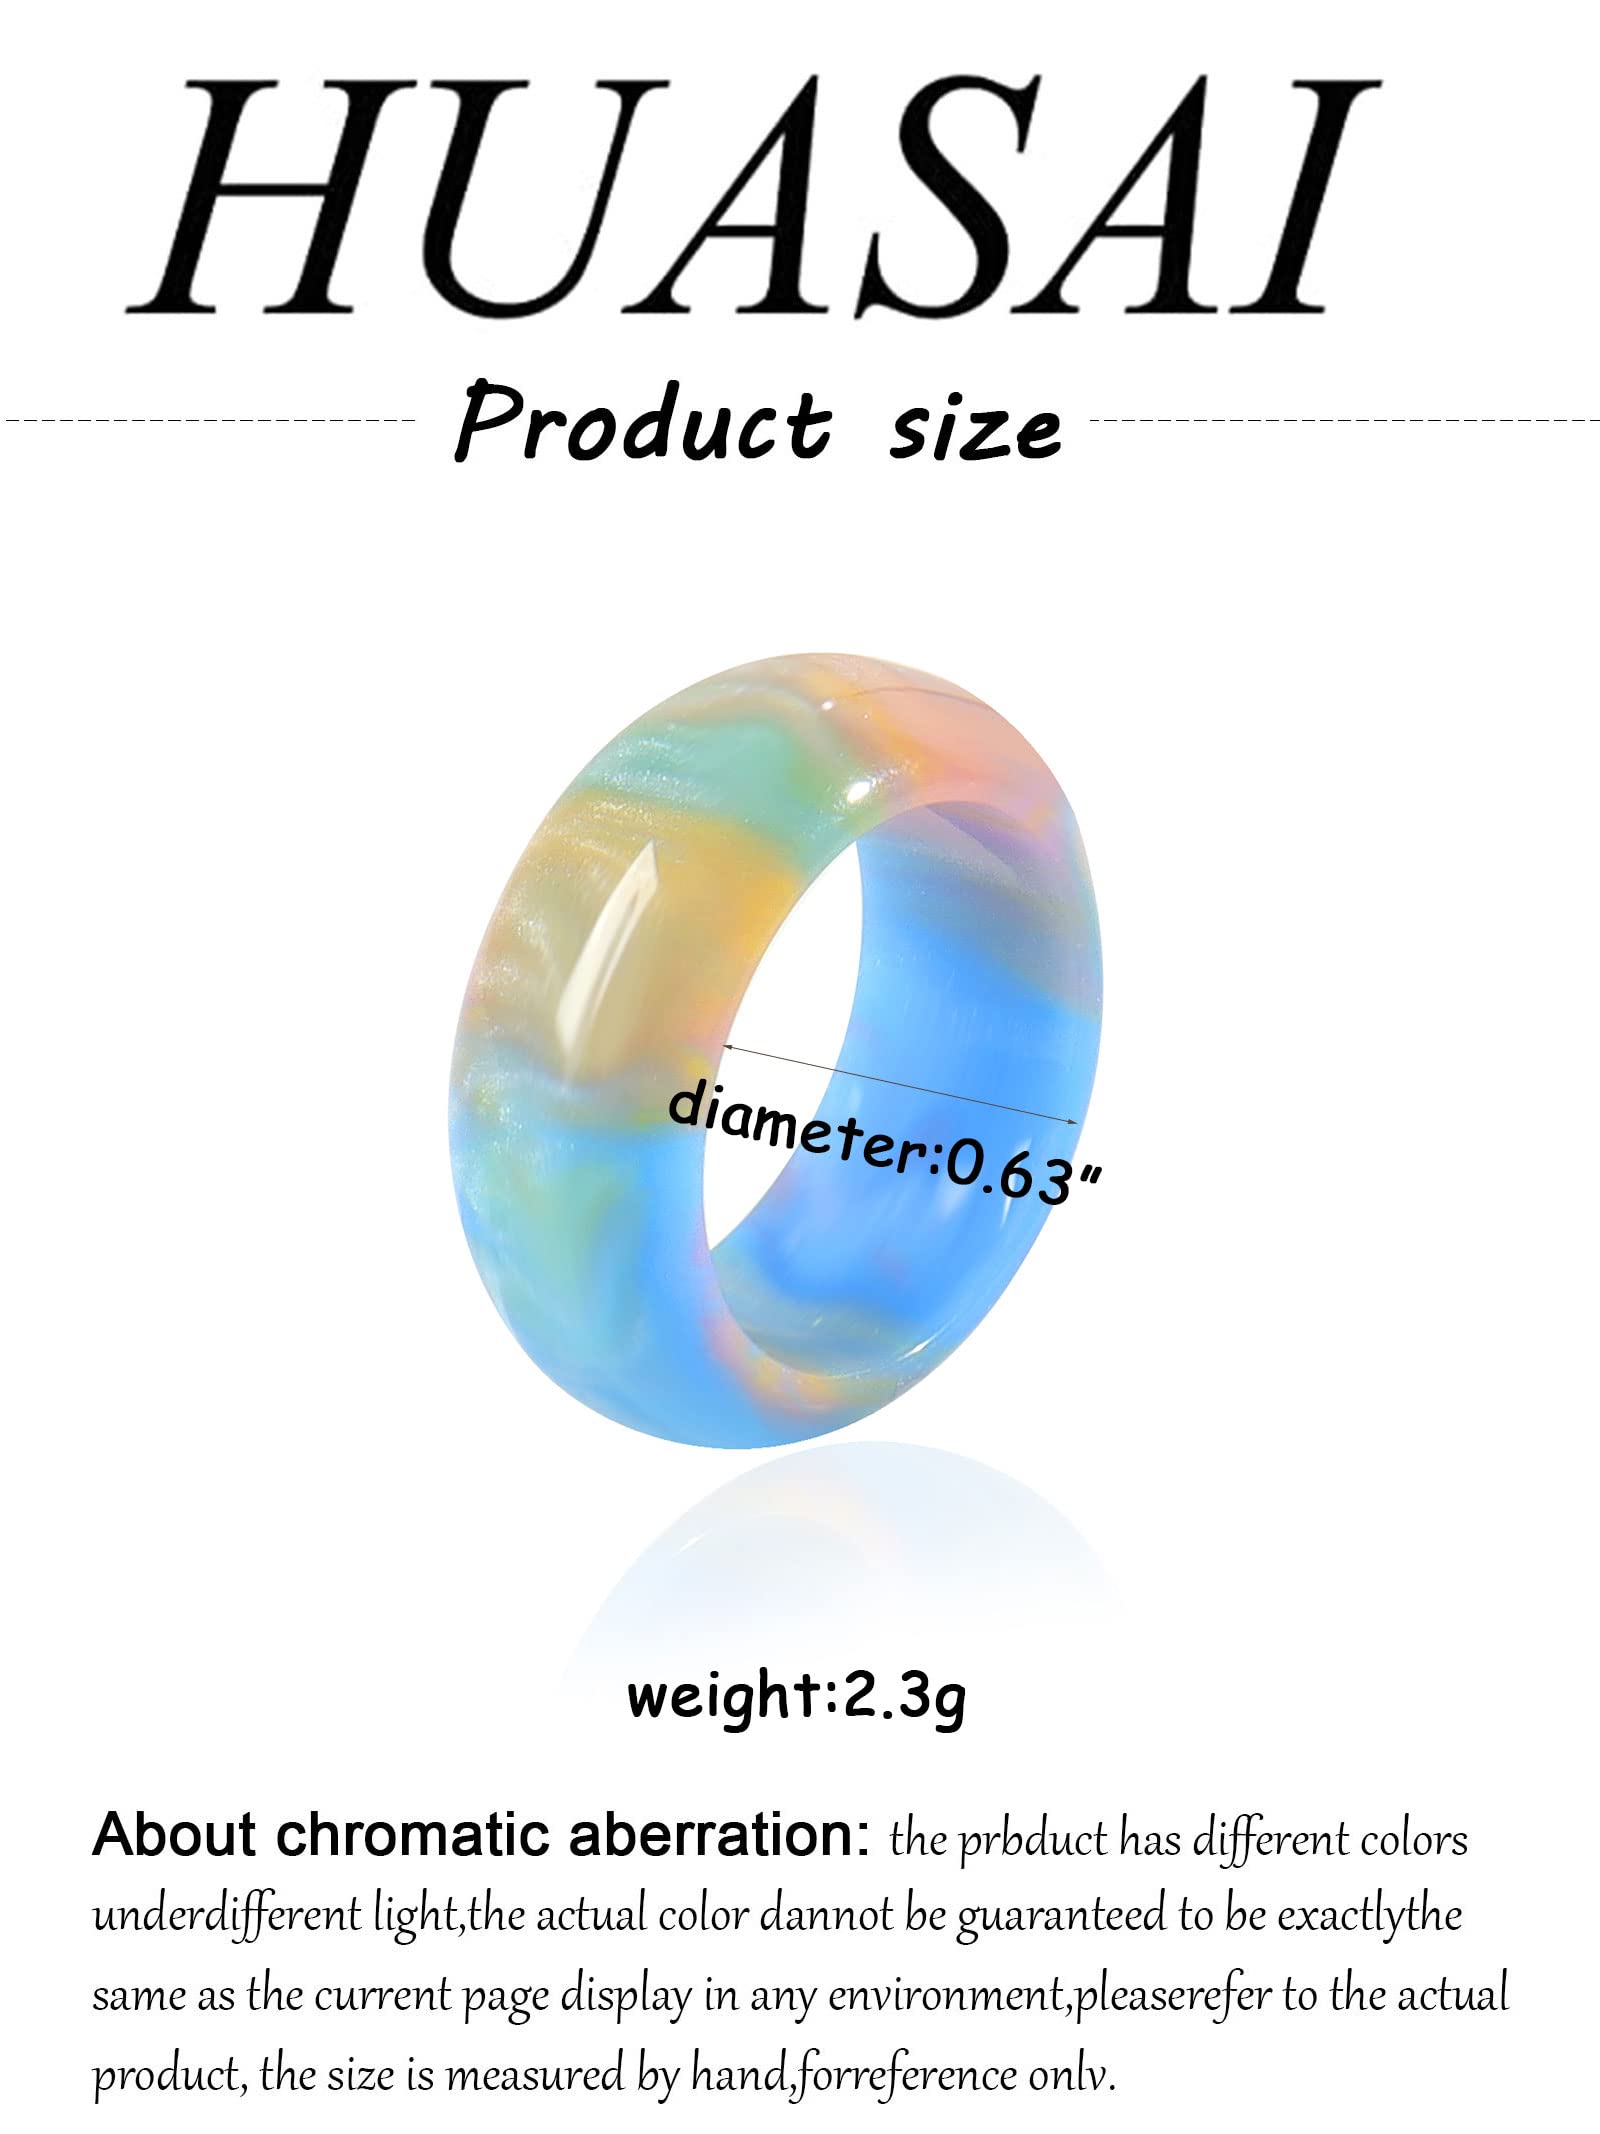 HUASAI
Product size
diameter:0.63"
weight:2.3g
About chromatic aberration: the prbduct has different colors
underdifferent light,the actual color dannot be guaranteed to be exactlythe
same as the current page display in any environment,pleaserefer to the actual
product, the size is measured by hand,forreference onlv.